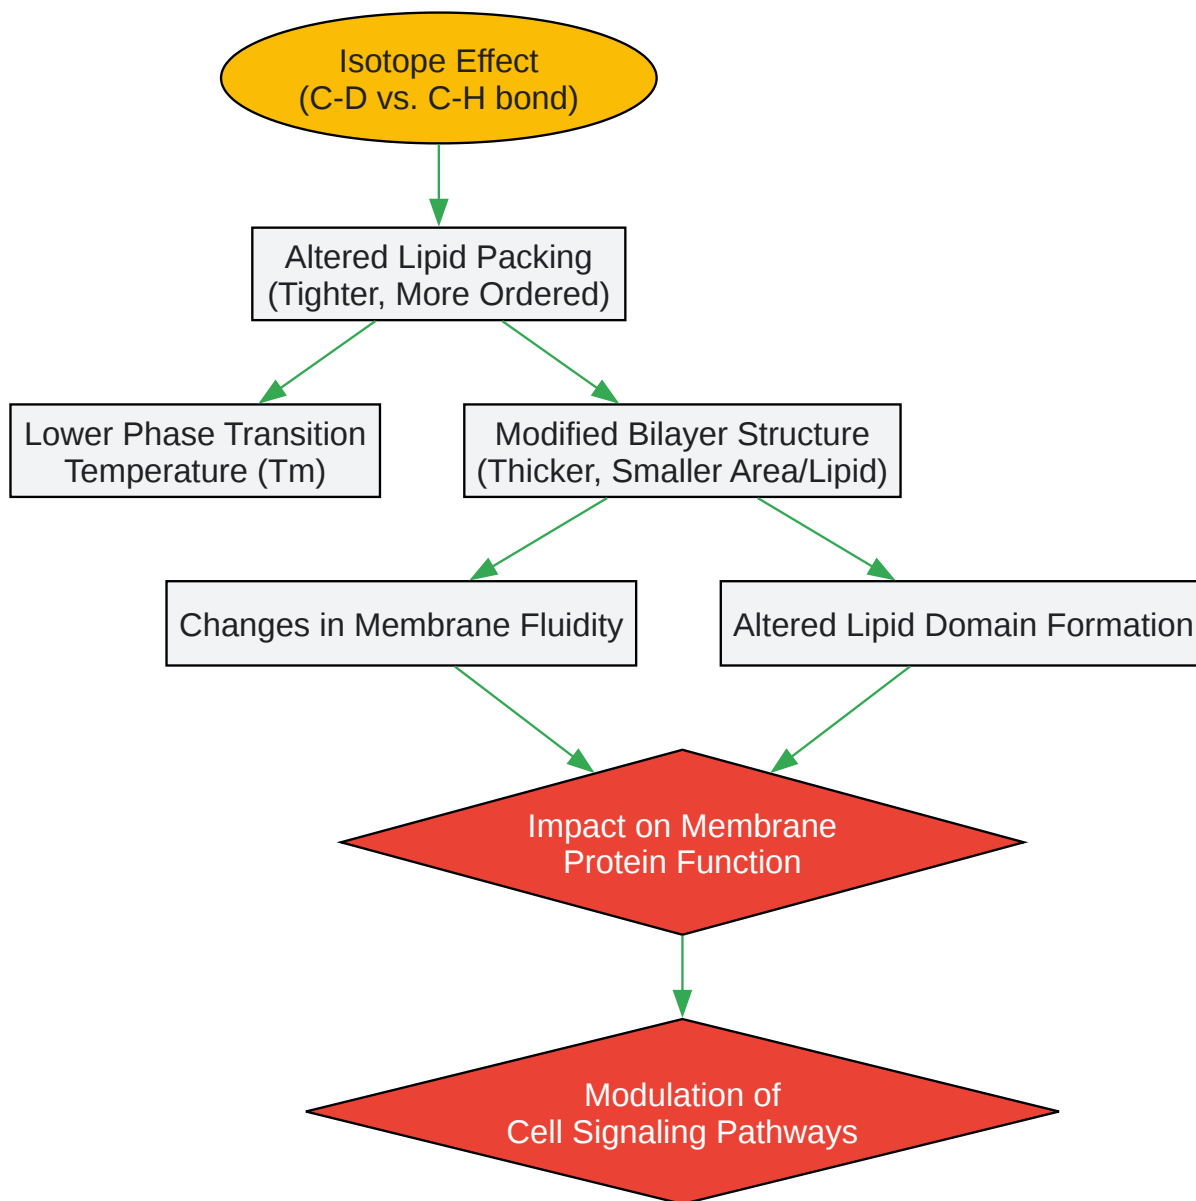 Isotope Effect
(C-D vs. C-H bond)
Altered Lipid Packing
(Tighter, More Ordered)
Lower Phase Transition
Temperature (Tm)
Modified Bilayer Structure
(Thicker, Smaller Area/Lipid)
Changes in Membrane Fluidity
Altered Lipid Domain Formation
Impact on Membrane
Protein Function
Modulation of
Cell Signaling Pathways